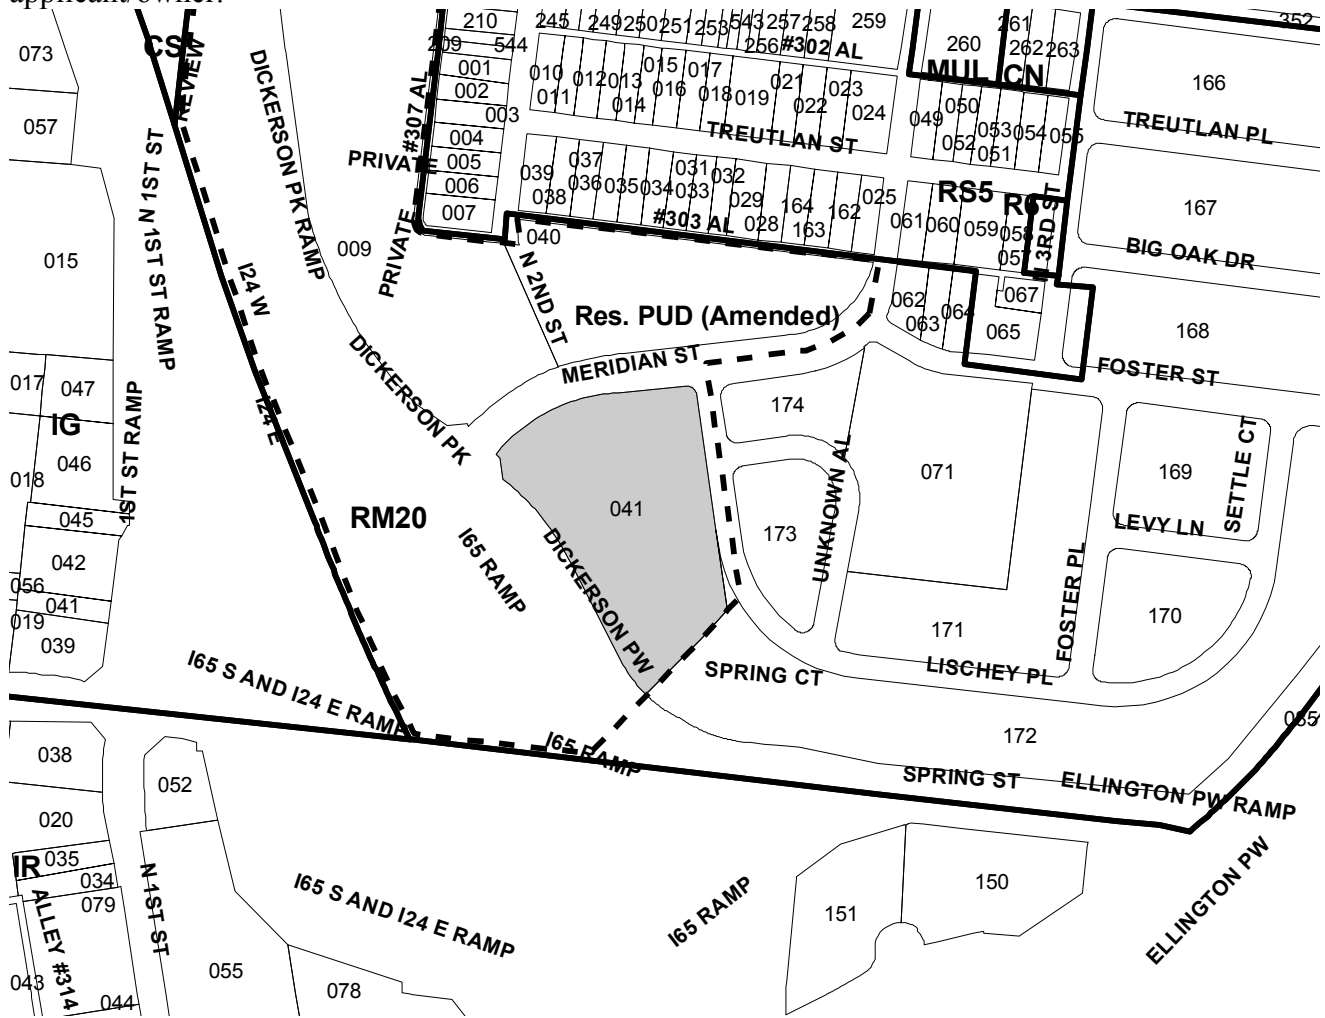 applicant/owner.
073
057
015
017
047
IG
046
018
045
042
056
041
019
039
CS
REVIEW
N 1ST ST
N 1ST ST RAMP
1ST ST RAMP
I24 W
I24 E
DICKERSON PK RAMP
DICKERSON PK
009
PRIVATE
PRIVATE
#307 AL
210
209
544
001
002
003
004
005
006
007
245
249
250
251
253
543
257
258
259
256
#302 AL
260
261
262
263
352
MUL
CN
010
011
012
013
014
015
016
017
018
019
021
022
023
024
TREUTLAN ST
049
050
052
053
051
054
055
166
TREUTLAN PL
039
038
037
036
035
034
031
033
032
029
028
164
163
162
025
#303 AL
061
060
059
058
057
RS5
R6
N 3RD ST
167
BIG OAK DR
040
N 2ND ST
Res. PUD (Amended)
062
063
064
067
065
168
FOSTER ST
MERIDIAN ST
174
041
071
169
SETTLE CT
LEVY LN
173
UNKNOWN AL
RM20
I65 RAMP
DICKERSON PW
170
171
FOSTER PL
LISCHEY PL
SPRING CT
I65 S AND I24 E RAMP
I65 RAMP
172
085
SPRING ST
ELLINGTON PW RAMP
038
052
020
035
IR
034
079
ALLEY #314
N 1ST ST
043
044
055
078
I65 S AND I24 E RAMP
I65 RAMP
151
150
ELLINGTON PW